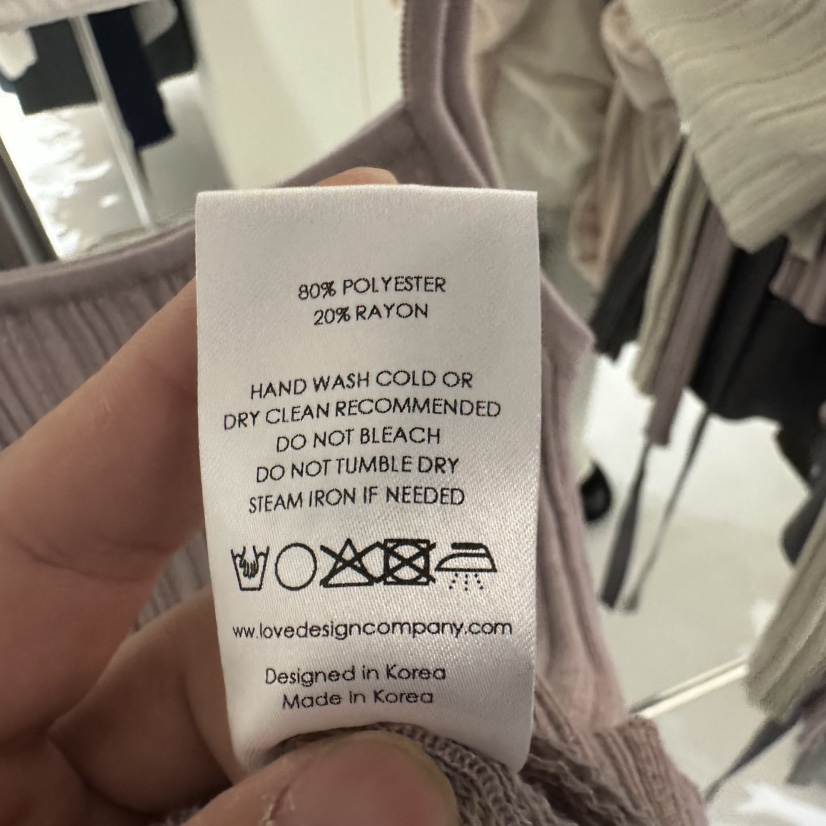 80% POLYESTER
20% RAYON
HAND WASH COLD OR
DRY CLEAN RECOMMENDED
DO NOT BLEACH
DO NOT TUMBLE DRY
STEAM IRON IF NEEDED
ww.lovedesigncompany.com
Designed in Korea
Made in Korea